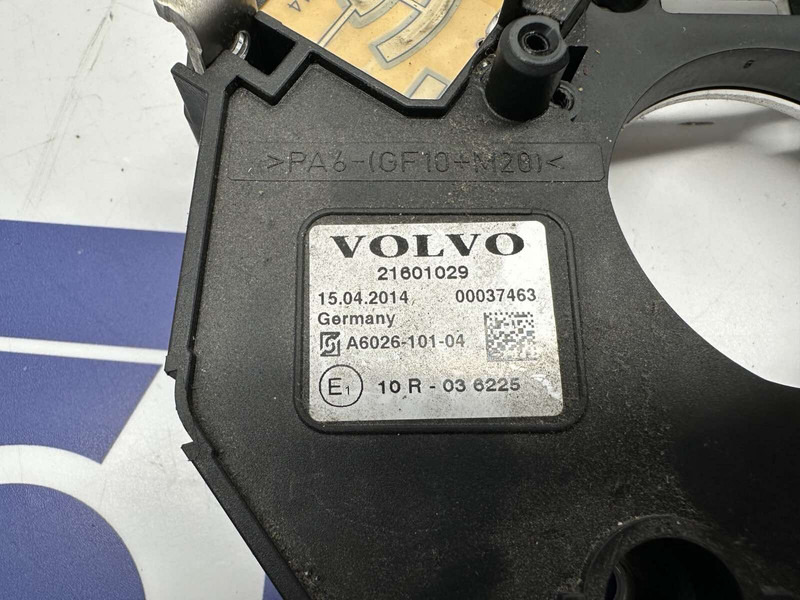 >PA6-(GF10+M20)<
VOLVO
21601029
15.04.2014 00037463
Germany
A6026-101-04
E1 10 R - 03 6225